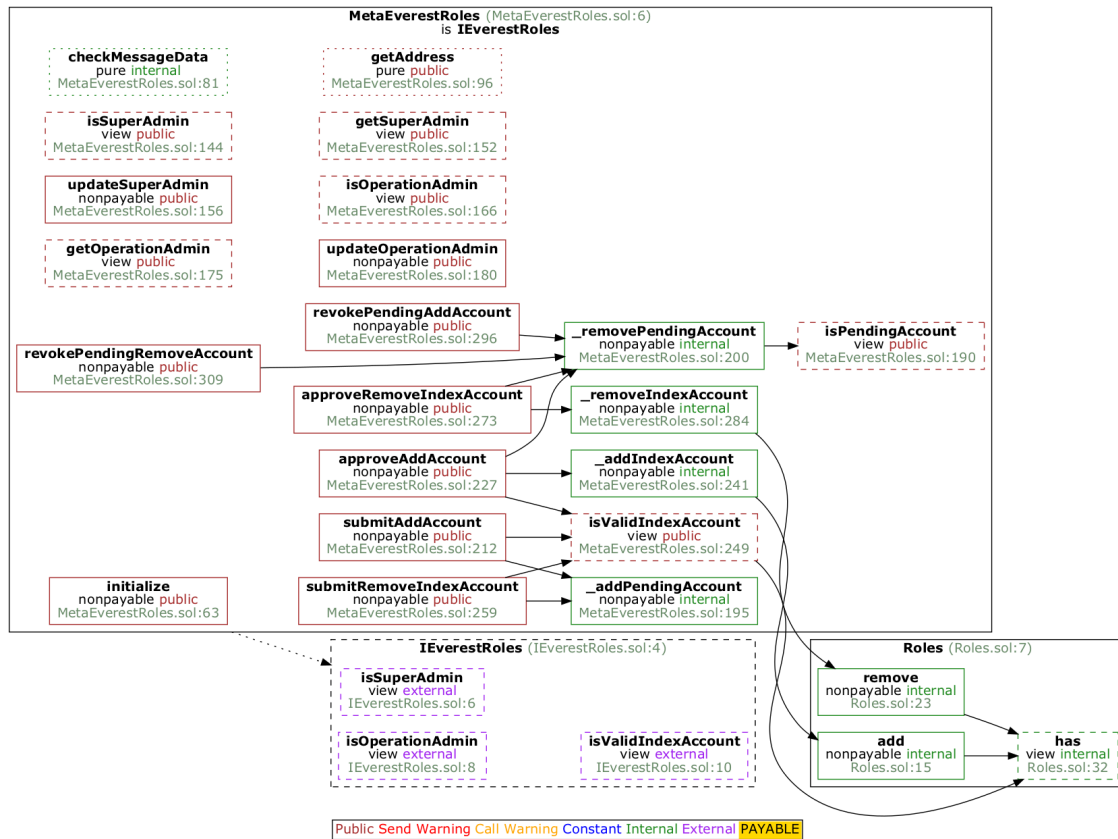 MetaEverestRoles (MetaEverestRoles.sol:6)
is IEverestRoles
checkMessageData
pure internal
MetaEverestRoles.sol:81
getAddress
pure public
MetaEverestRoles.sol:96
isSuperAdmin
view public
MetaEverestRoles.sol:144
getSuperAdmin
view public
MetaEverestRoles.sol:152
updateSuperAdmin
nonpayable public
MetaEverestRoles.sol:156
isOperationAdmin
view public
MetaEverestRoles.sol:166
getOperationAdmin
view public
MetaEverestRoles.sol:175
updateOperationAdmin
nonpayable public
MetaEverestRoles.sol:180
revokePendingAddAccount
nonpayable public
MetaEverestRoles.sol:296
_removePendingAccount
nonpayable internal
MetaEverestRoles.sol:200
isPendingAccount
view public
MetaEverestRoles.sol:190
revokePendingRemoveAccount
nonpayable public
MetaEverestRoles.sol:309
approveRemoveIndexAccount
nonpayable public
MetaEverestRoles.sol:273
_removeIndexAccount
nonpayable internal
MetaEverestRoles.sol:284
approveAddAccount
nonpayable public
MetaEverestRoles.sol:227
_addIndexAccount
nonpayable internal
MetaEverestRoles.sol:241
submitAddAccount
nonpayable public
MetaEverestRoles.sol:212
isValidIndexAccount
view public
MetaEverestRoles.sol:249
initialize
nonpayable public
MetaEverestRoles.sol:63
submitRemoveIndexAccount
nonpayable public
MetaEverestRoles.sol:259
_addPendingAccount
nonpayable internal
MetaEverestRoles.sol:195
IEverestRoles (IEverestRoles.sol:4)
isSuperAdmin
view external
IEverestRoles.sol:6
isOperationAdmin
view external
IEverestRoles.sol:8
isValidIndexAccount
view external
IEverestRoles.sol:10
Roles (Roles.sol:7)
remove
nonpayable internal
Roles.sol:23
add
nonpayable internal
Roles.sol:15
has
view internal
Roles.sol:32
Public Send Warning Call Warning Constant Internal External PAYABLE